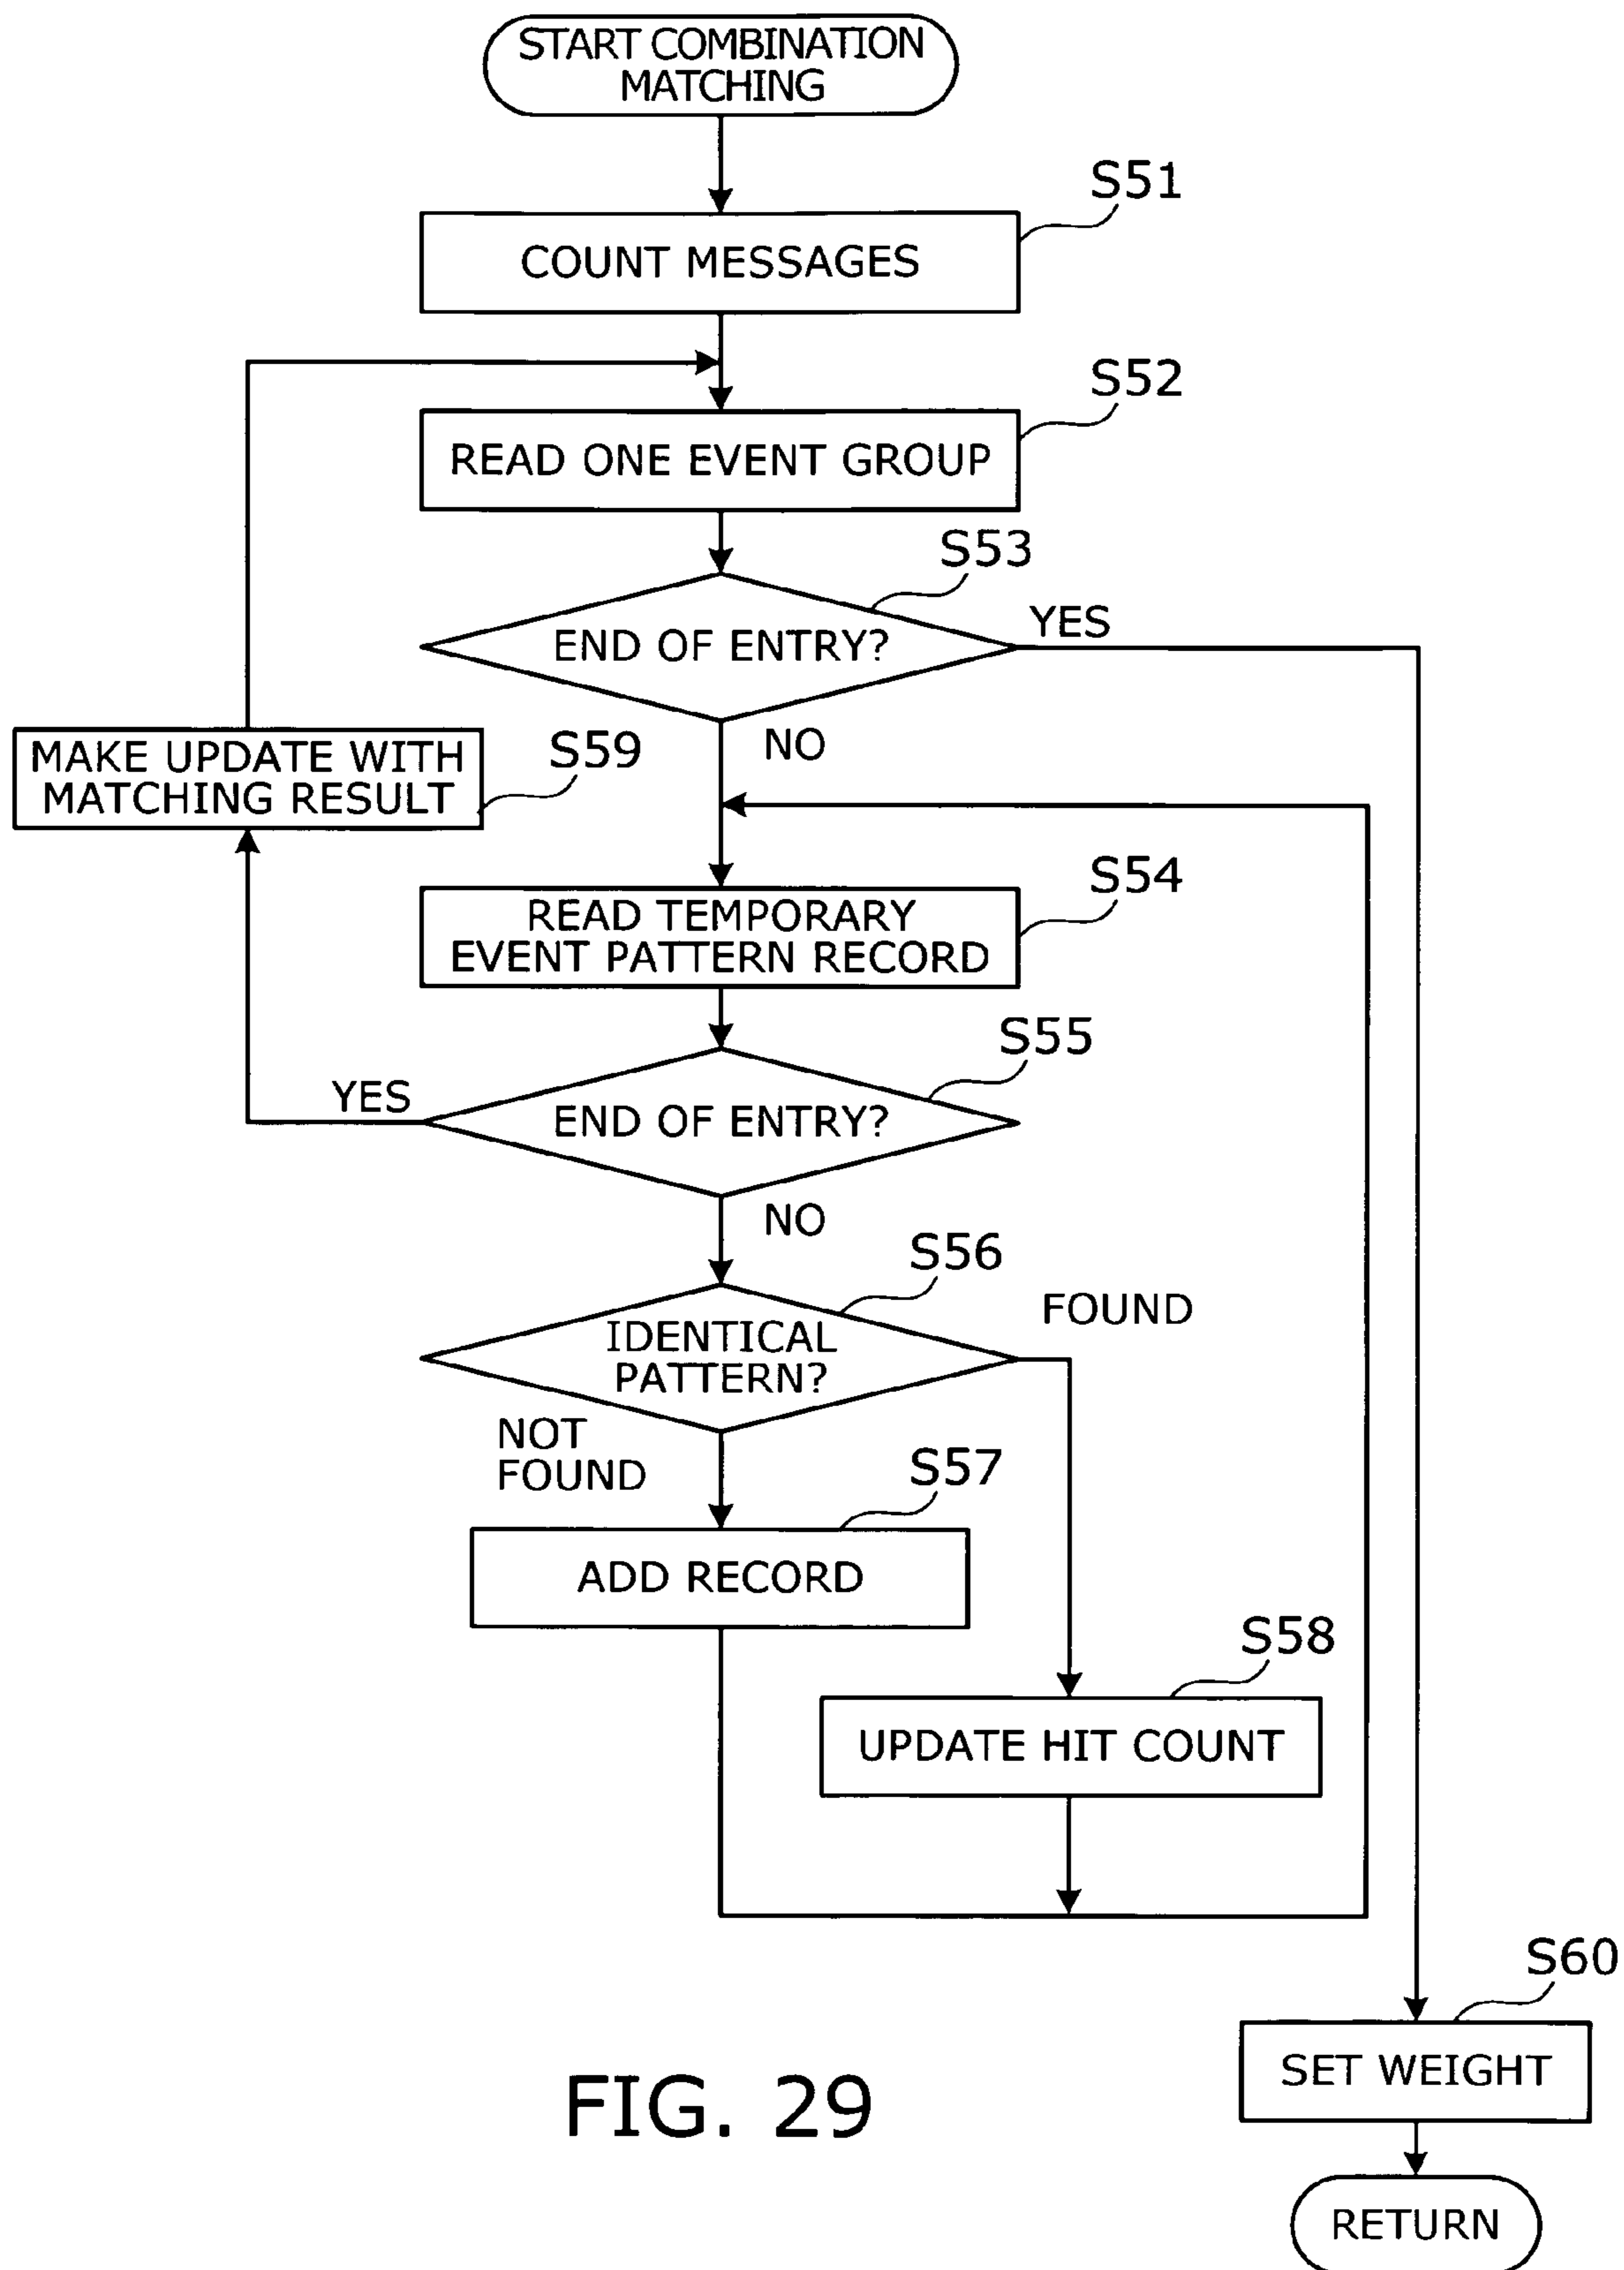 START COMBINATION
MATCHING
S51
COUNT MESSAGES
S52
READ ONE EVENT GROUP
S53
END OF ENTRY?
YES
NO
MAKE UPDATE WITH
MATCHING RESULT
S59
S54
READ TEMPORARY
EVENT PATTERN RECORD
S55
END OF ENTRY?
YES
NO
S56
IDENTICAL
PATTERN?
FOUND
NOT
FOUND
S57
ADD RECORD
S58
UPDATE HIT COUNT
S60
SET WEIGHT
RETURN
FIG. 29